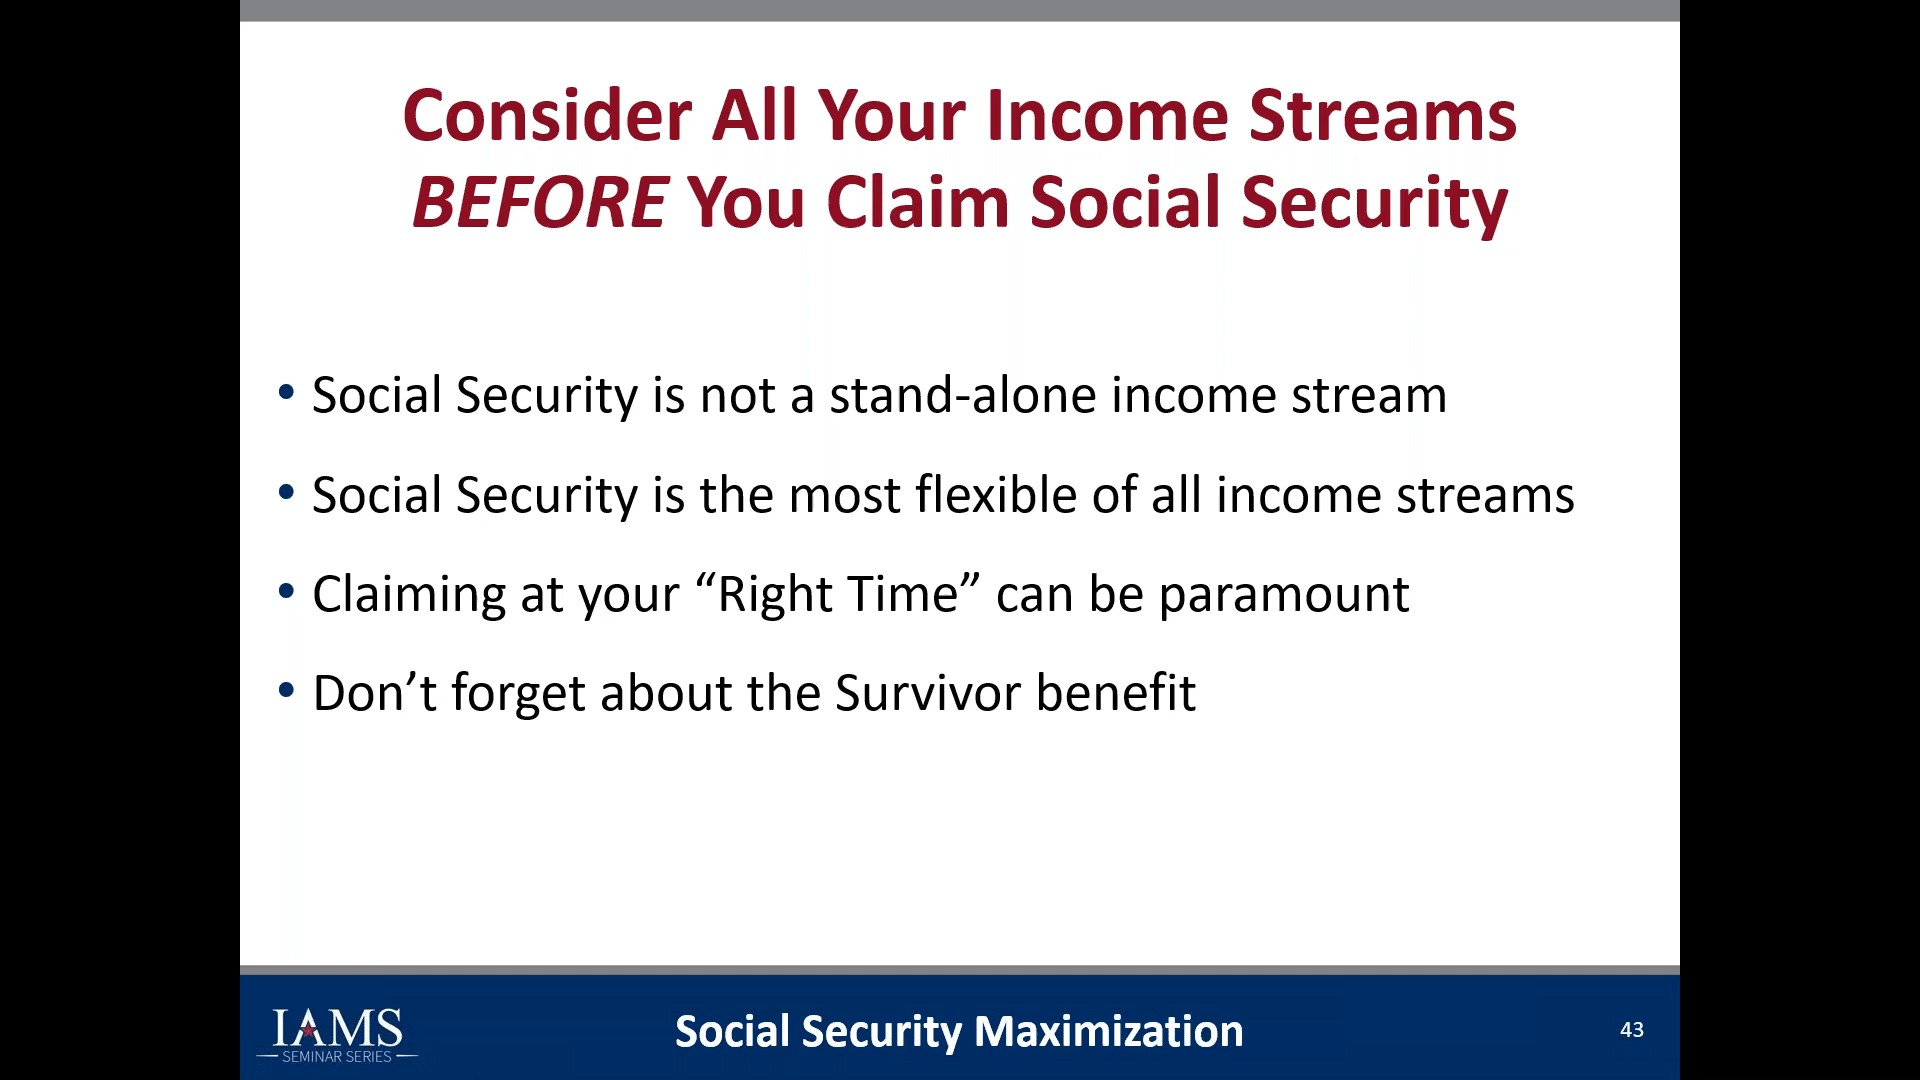 Consider All Your Income Streams
BEFORE You Claim Social Security
• Social Security is not a stand-alone income stream
• Social Security is the most flexible of all income streams
• Claiming at your “Right Time” can be paramount
• Don’t forget about the Survivor benefit
IAMS
SEMINAR SERIES
Social Security Maximization
43